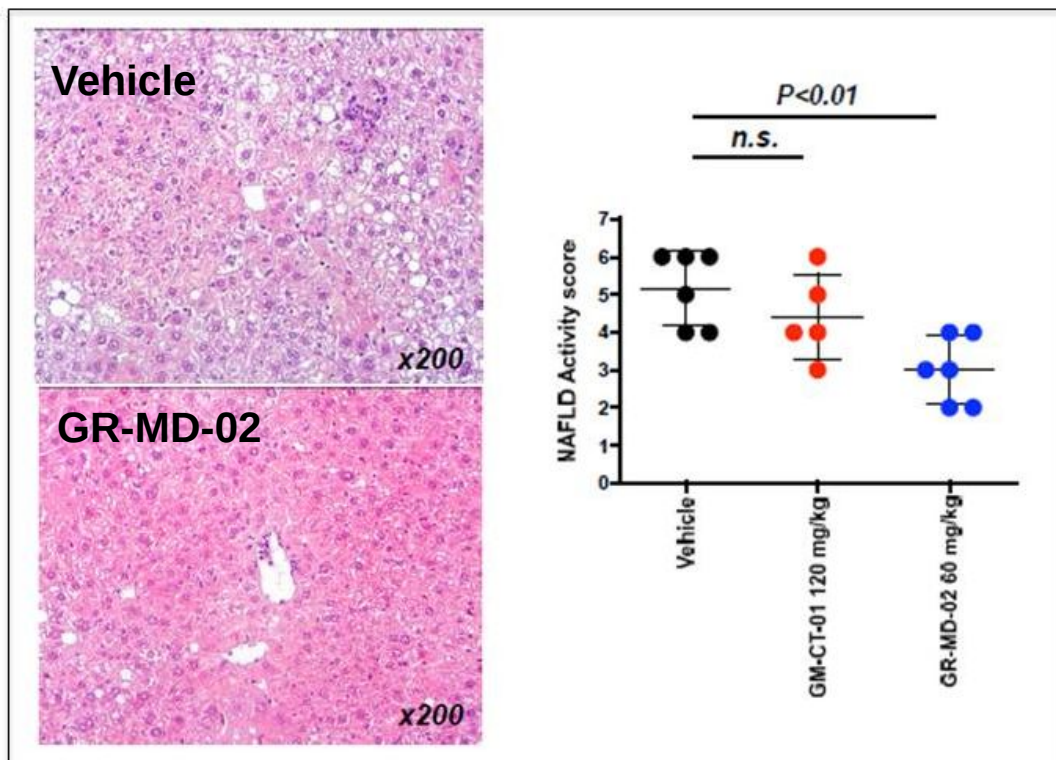 Vehicle
x200
GR-MD-02
x200
P<0.01
n.s.
NAFLD Activity score
7
6
5
4
3
2
1
0
Vehicle
GM-CT-01 120 mg/kg
GR-MD-02 60 mg/kg